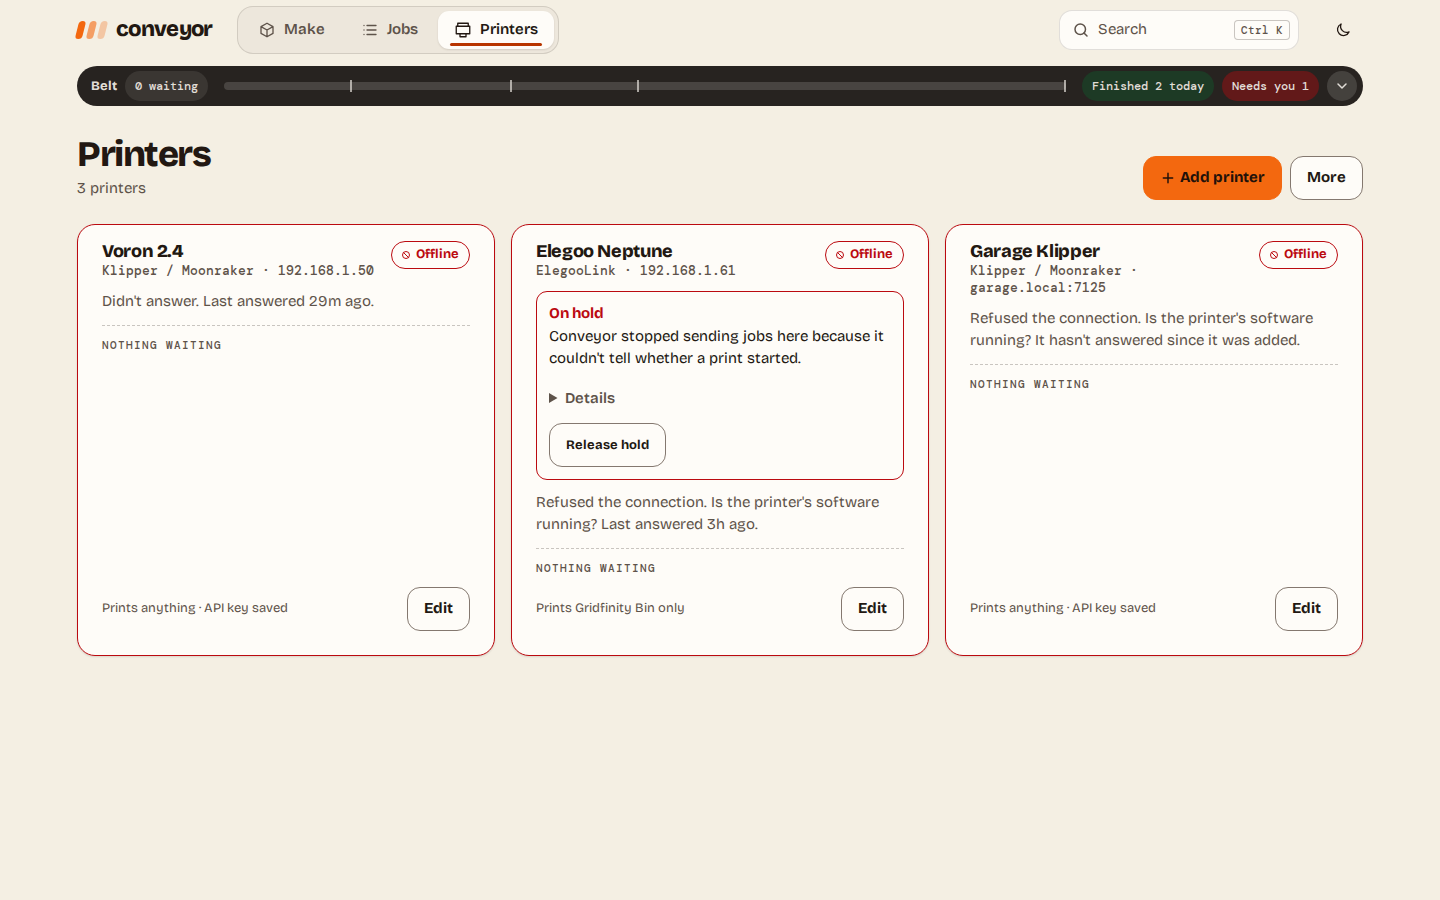 conveyor
Make
Jobs
Printers
Search
Ctrl K
Belt
0 waiting
Finished 2 today
Needs you 1
Printers
3 printers
+ Add printer
More
Voron 2.4
Offline
Klipper / Moonraker · 192.168.1.50
Didn't answer. Last answered 29m ago.
NOTHING WAITING
Prints anything · API key saved
Edit
Elegoo Neptune
Offline
ElegooLink · 192.168.1.61
On hold
Conveyor stopped sending jobs here because it
couldn't tell whether a print started.
Details
Release hold
Refused the connection. Is the printer's software
running? Last answered 3h ago.
NOTHING WAITING
Prints Gridfinity Bin only
Edit
Garage Klipper
Offline
Klipper / Moonraker ·
garage.local:7125
Refused the connection. Is the printer's software
running? It hasn't answered since it was added.
NOTHING WAITING
Prints anything · API key saved
Edit